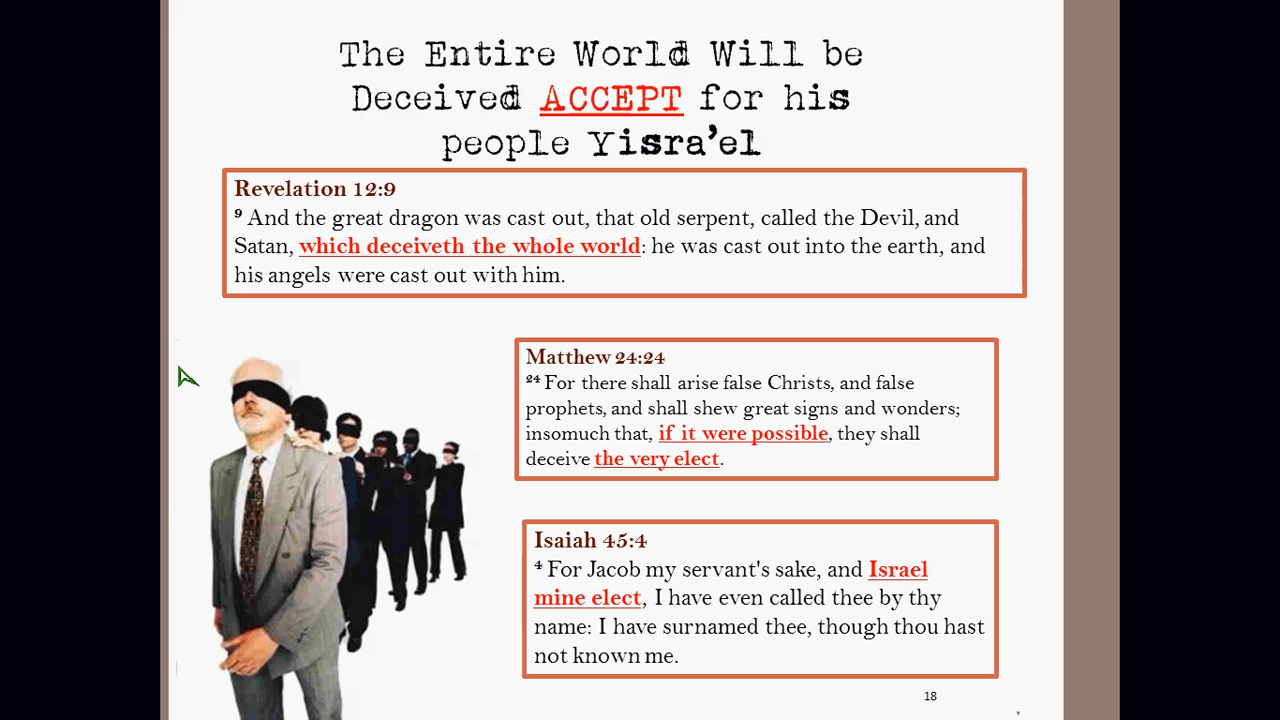 The Entire World Will be
Deceived ACCEPT for his
people Yisra’el
Revelation 12:9
9 And the great dragon was cast out, that old serpent, called the Devil, and
Satan, which deceiveth the whole world: he was cast out into the earth, and
his angels were cast out with him.
Matthew 24:24
24 For there shall arise false Christs, and false
prophets, and shall shew great signs and wonders;
insomuch that, if it were possible, they shall
deceive the very elect.
Isaiah 45:4
4 For Jacob my servant's sake, and Israel
mine elect, I have even called thee by thy
name: I have surnamed thee, though thou hast
not known me.
18